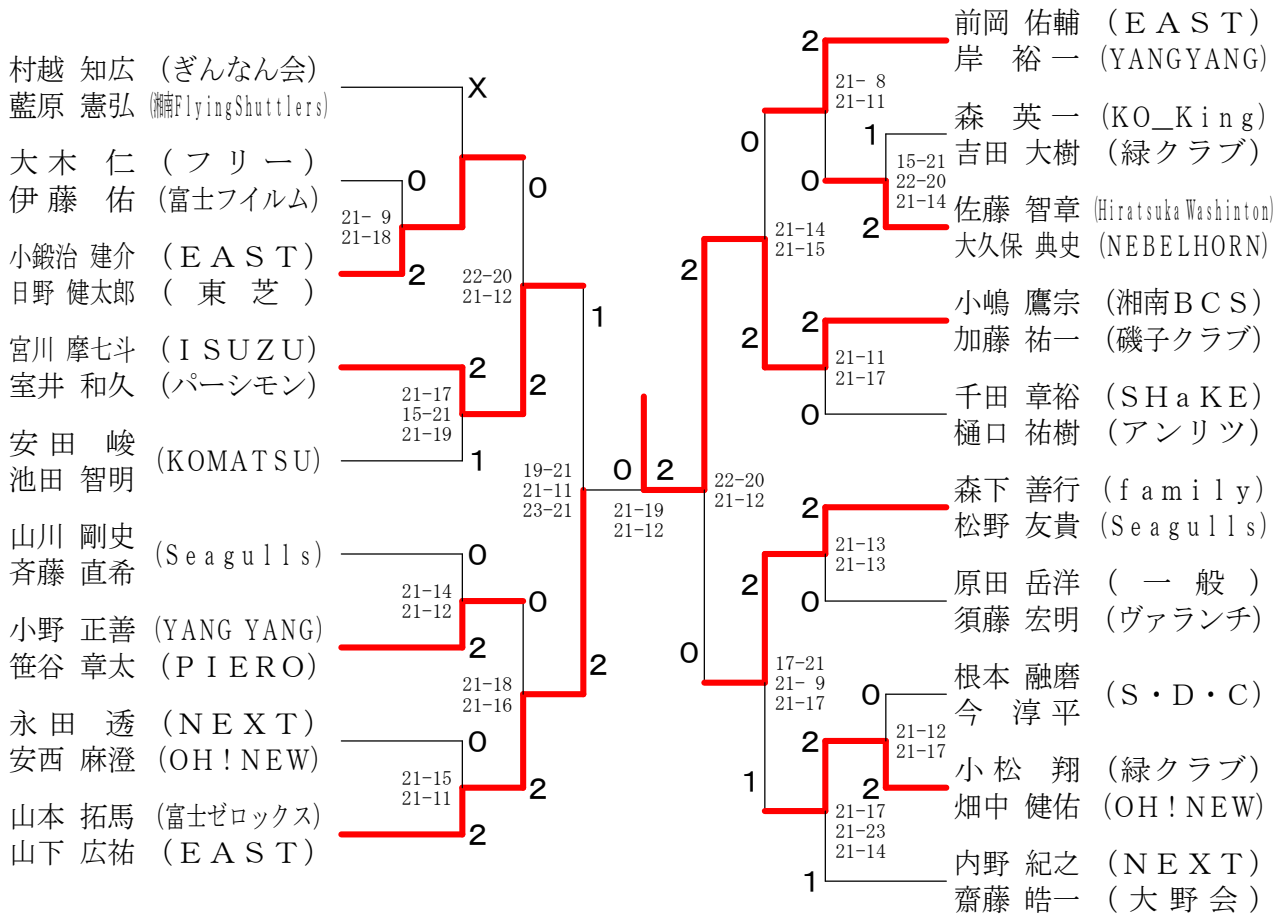 村越 知広 (ぎんなん会)
藍原 憲弘 (湘南FlyingShuttlers)
X
大木 仁 (フリー)
伊藤 佑 (富士フイルム)
0
21- 9
21-18
小鍛治 建介 (EAST)
日野 健太郎 (東芝)
2
0
22-20
21-12
宮川 摩七斗 (ISUZU)
室井 和久 (パーシモン)
2
21-17
15-21
21-19
2
安田 峻
池田 智明
(KOMATSU)
1
1
19-21
21-11
23-21
山川 剛史
斉藤 直希
(Seagulls)
0
21-14
21-12
0
小野 正善 (YANG YANG)
笹谷 章太 (PIERO)
2
21-18
21-16
2
永田 透 (NEXT)
安西 麻澄 (OH!NEW)
0
21-15
21-11
2
山本 拓馬 (富士ゼロックス)
山下 広祐 (EAST)
2
0 2
21-19
21-12
前岡 佑輔 (EAST)
岸 裕一 (YANGYANG)
2
21- 8
21-11
森 英一 (KO_King)
吉田 大樹 (緑クラブ)
1
0
15-21
22-20
21-14
0
佐藤 智章 (Hiratsuka Washinton)
大久保 典史 (NEBELHORN)
2
21-14
21-15
2
小嶋 鷹宗 (湘南BCS)
加藤 祐一 (磯子クラブ)
2
2
21-11
21-17
千田 章裕 (SHaKE)
樋口 祐樹 (アンリツ)
0
22-20
21-12
森下 善行 (family)
松野 友貴 (Seagulls)
2
21-13
21-13
2
原田 岳洋 (一般)
須藤 宏明 (ヴァランチ)
0
0
17-21
21- 9
21-17
根本 融磨
今 淳平
(S・D・C)
0
21-12
21-17
2
小松 翔 (緑クラブ)
畑中 健佑 (OH!NEW)
2
1
21-17
21-23
21-14
内野 紀之 (NEXT)
齋藤 皓一 (大野会)
1